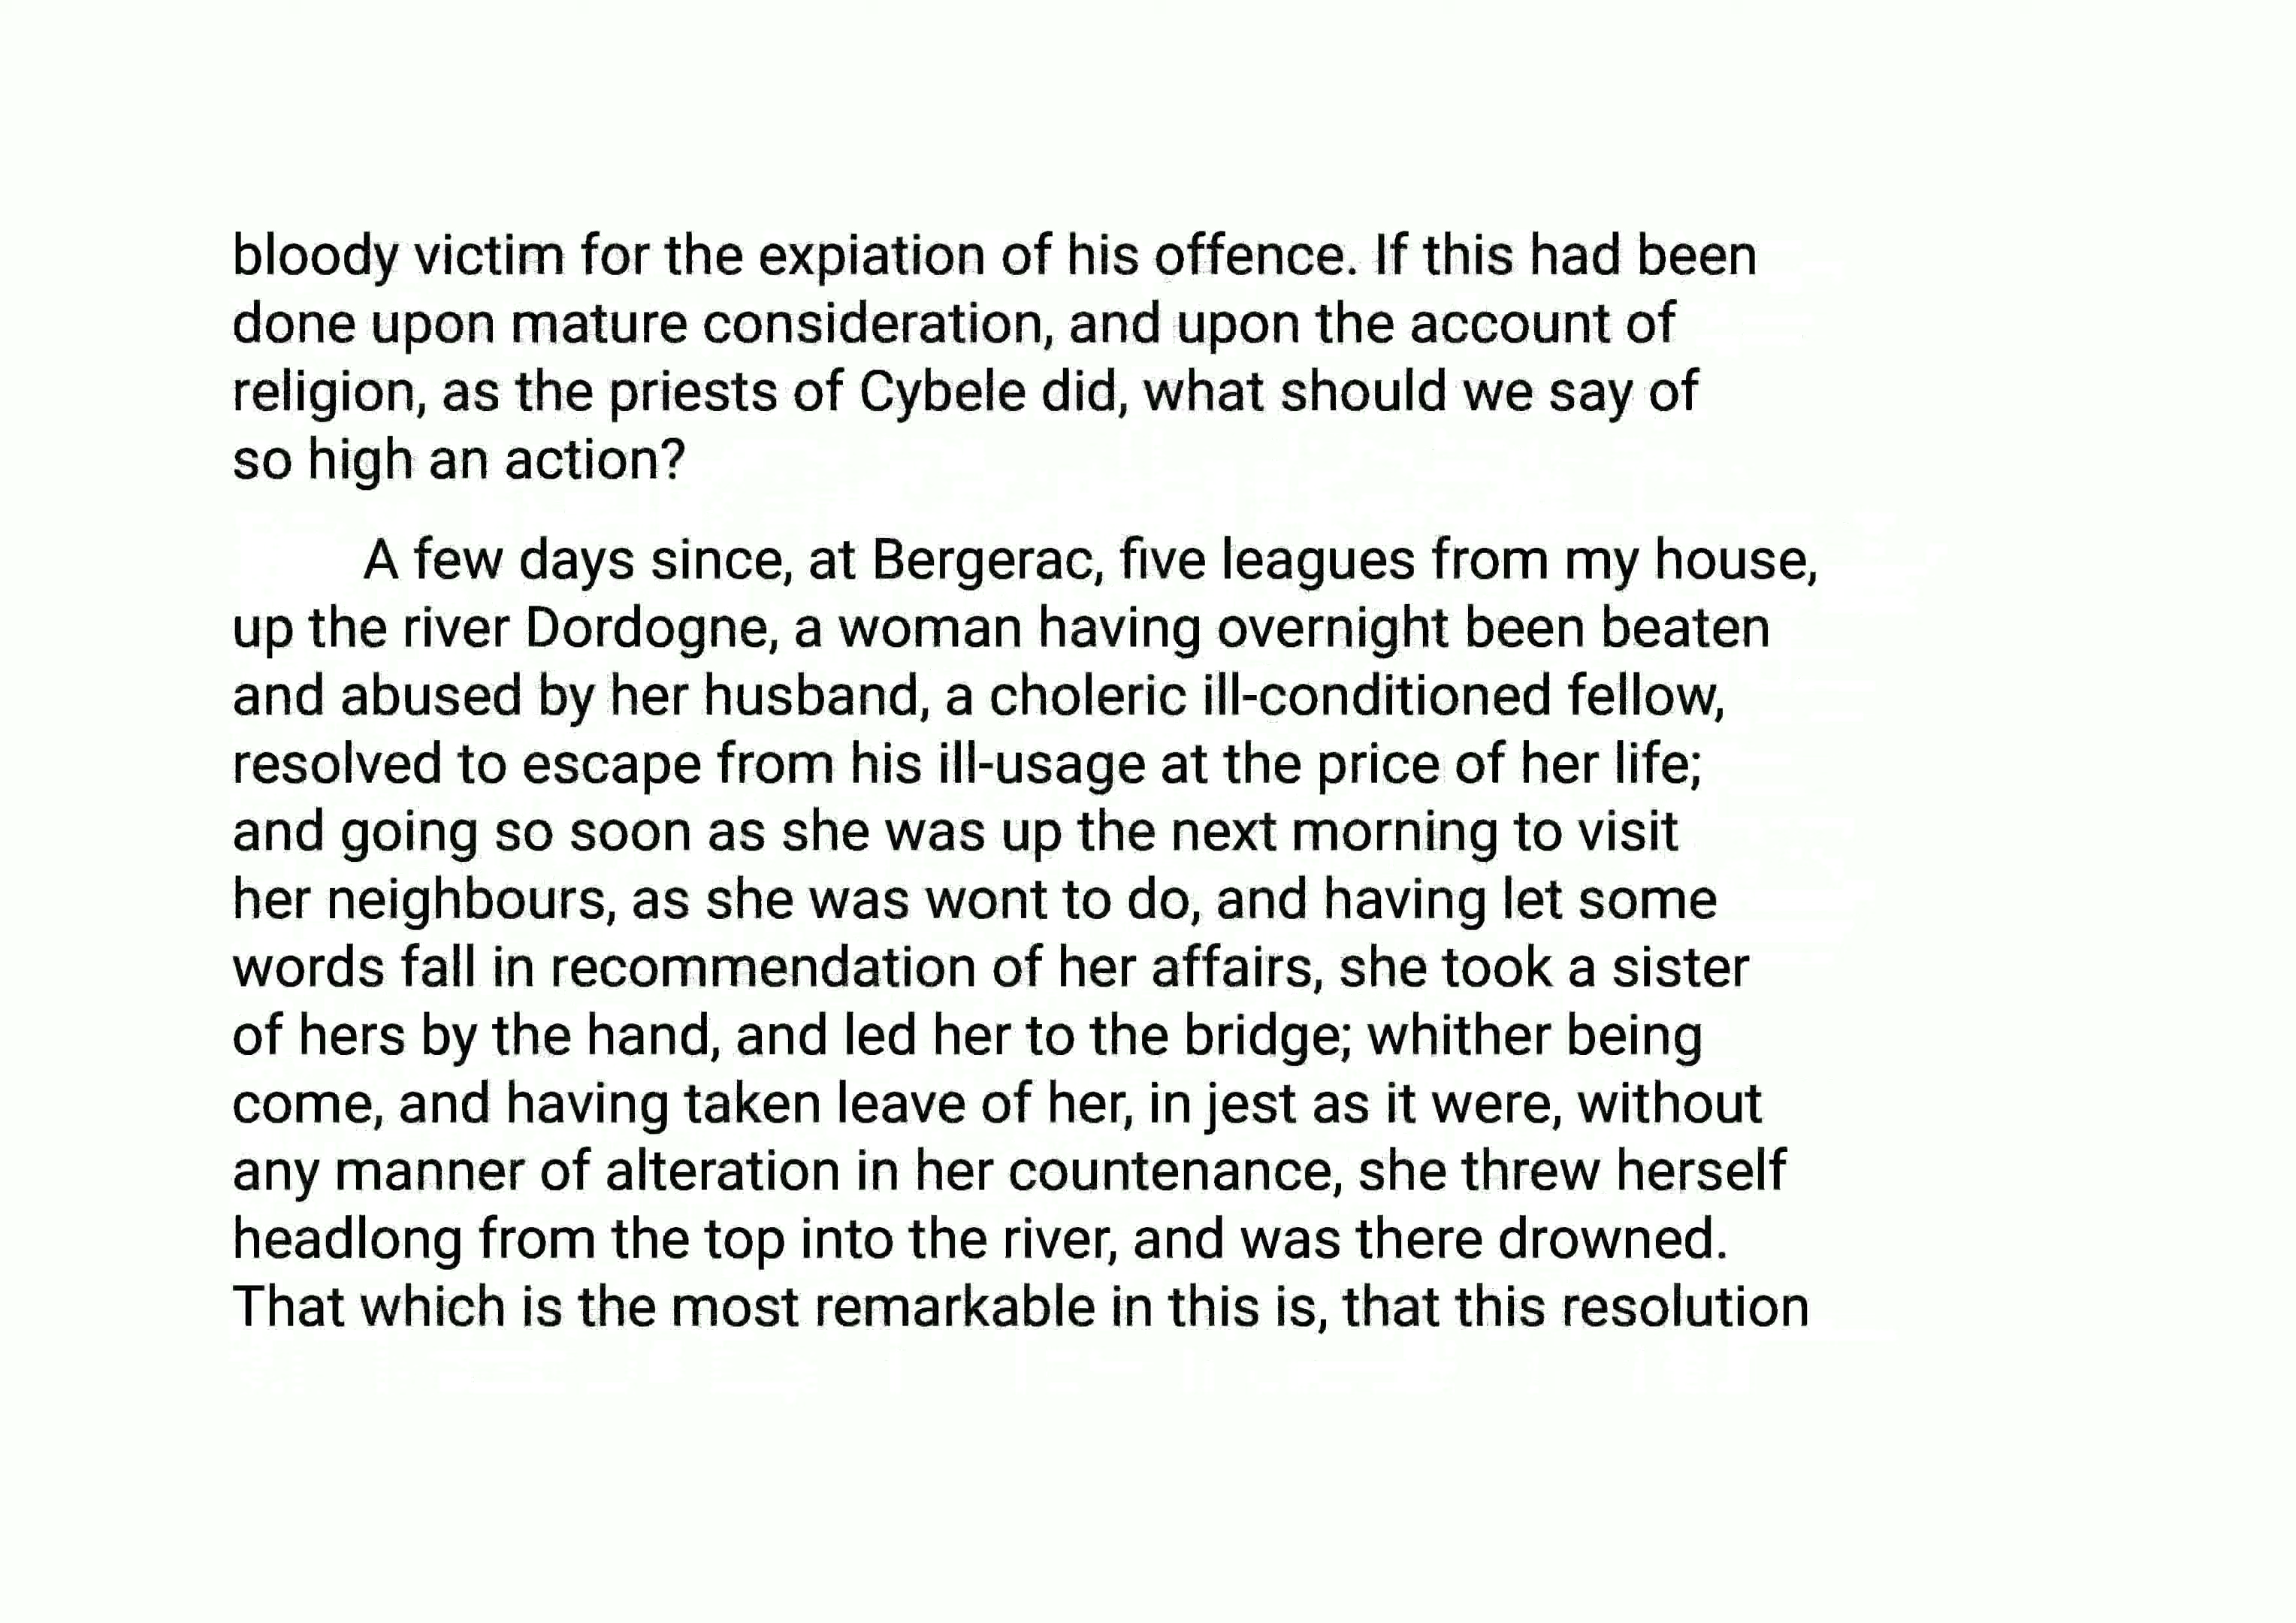 bloody victim for the expiation of his offence. If this had been
done upon mature consideration, and upon the account of
religion, as the priests of Cybele did, what should we say of
so high an action?
A few days since, at Bergerac, five leagues from my house,
up the river Dordogne, a woman having overnight been beaten
and abused by her husband, a choleric ill-conditioned fellow,
resolved to escape from his ill-usage at the price of her life;
and going so soon as she was up the next morning to visit
her neighbours, as she was wont to do, and having let some
words fall in recommendation of her affairs, she took a sister
of hers by the hand, and led her to the bridge; whither being
come, and having taken leave of her, in jest as it were, without
any manner of alteration in her countenance, she threw herself
headlong from the top into the river, and was there drowned.
That which is the most remarkable in this is, that this resolution